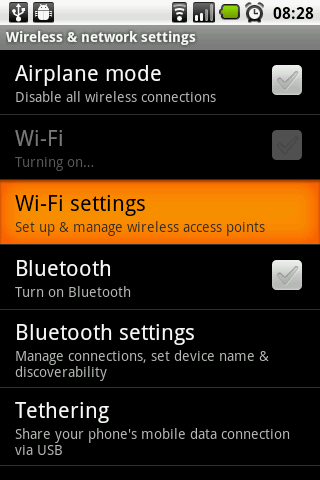 08:28
Wireless & network settings
Airplane mode
Disable all wireless connections
Wi-Fi
Turning on...
Wi-Fi settings
Set up & manage wireless access points
Bluetooth
Turn on Bluetooth
Bluetooth settings
Manage connections, set device name &
discoverability
Tethering
Share your phone's mobile data connection
via USB